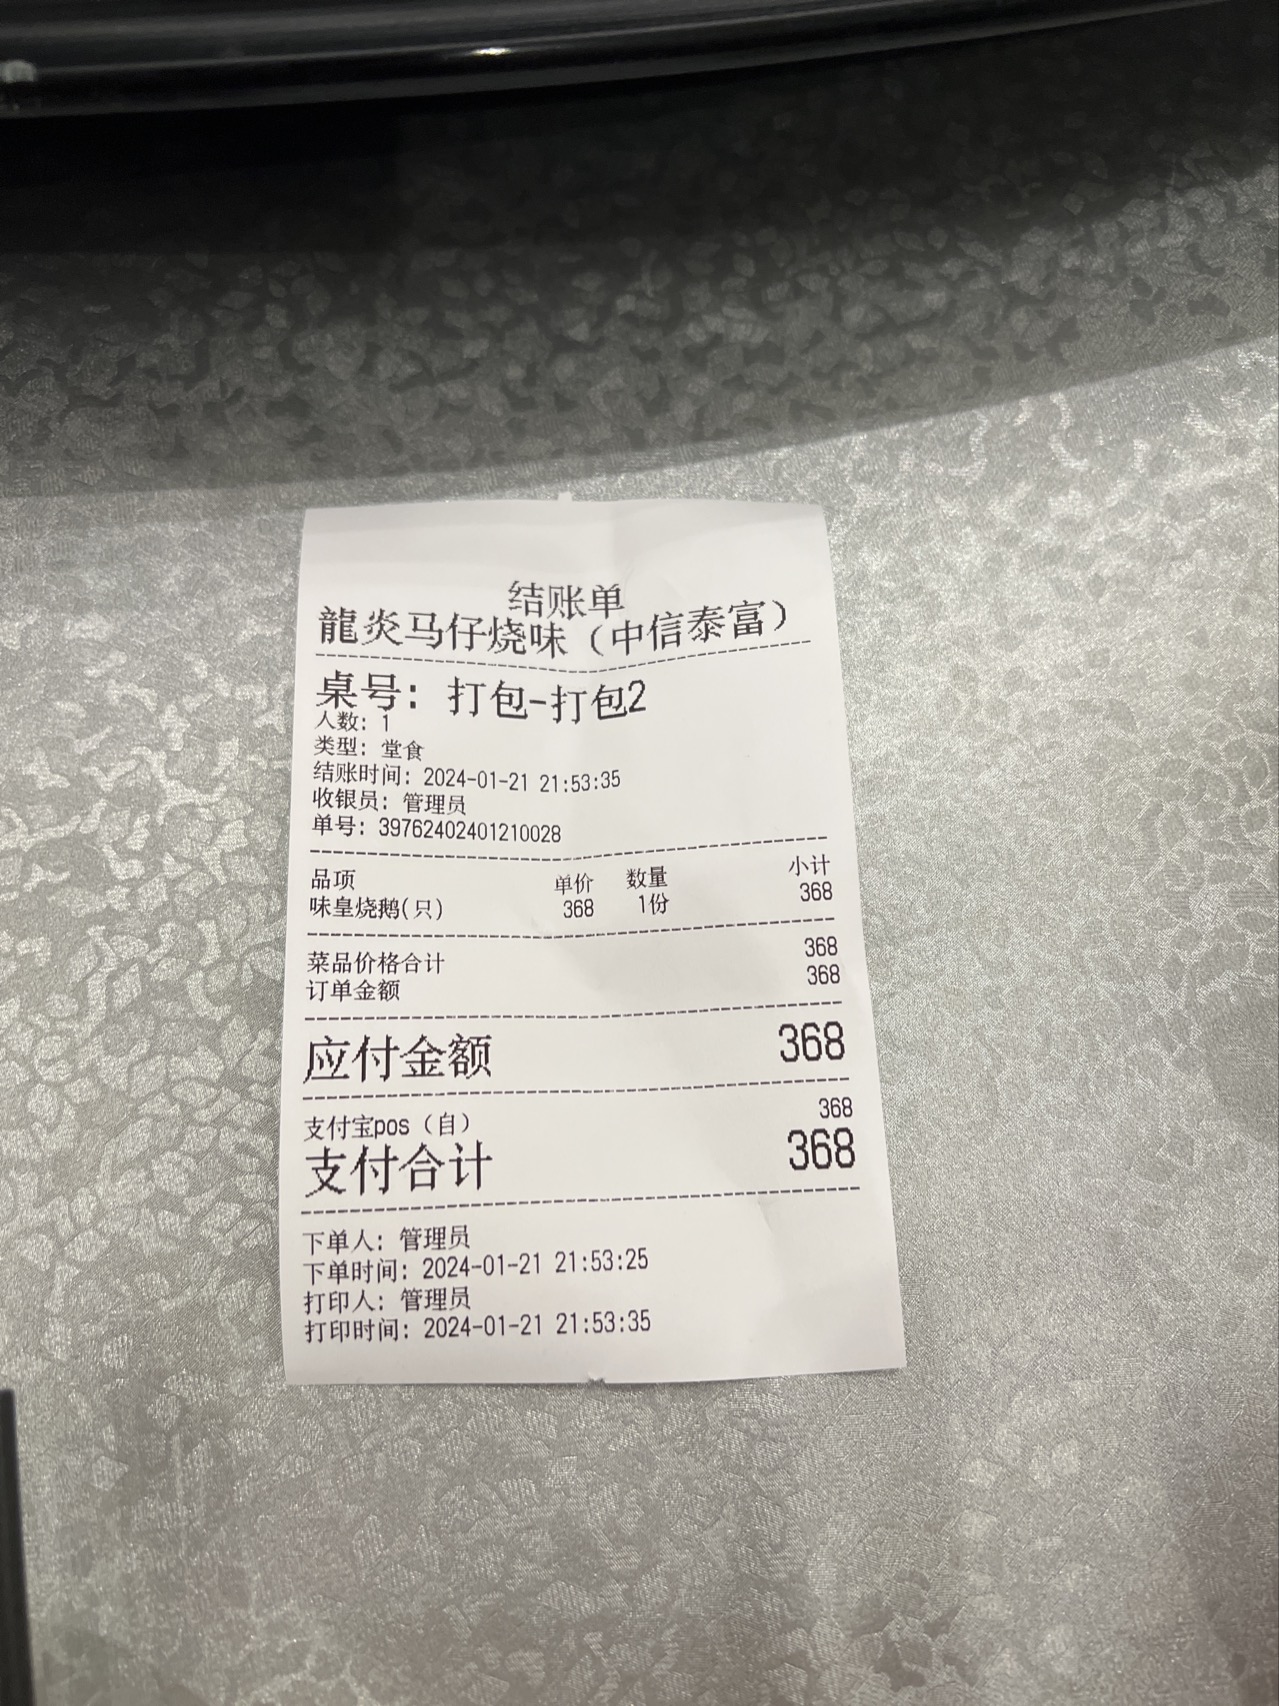 结账单
龍炎马仔烧味（中信泰富）
桌号：打包-打包2
人数：1
类型：堂食
结账时间：2024-01-21 21:53:35
收银员：管理员
单号：39762402401210028
品项 单价 数量 小计
味皇烧鹅(只) 368 1份 368
菜品价格合计 368
订单金额 368
应付金额 368
支付宝pos（自） 368
支付合计 368
下单人：管理员
下单时间：2024-01-21 21:53:25
打印人：管理员
打印时间：2024-01-21 21:53:35